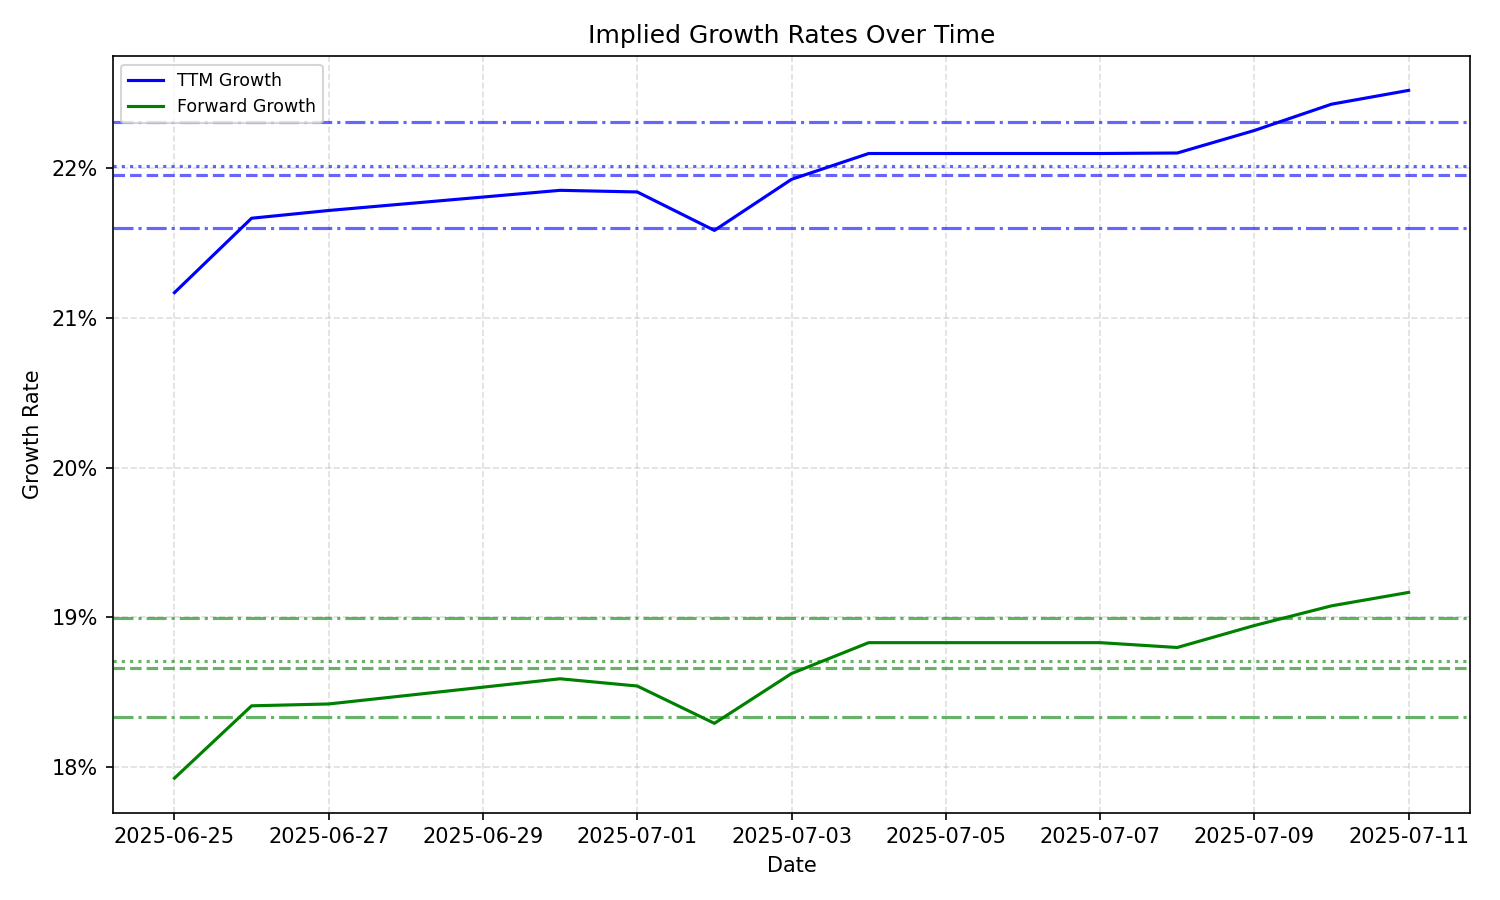 Implied Growth Rates Over Time
TTM Growth
Forward Growth
Growth Rate
22%
21%
20%
19%
18%
2025-06-25 2025-06-27 2025-06-29 2025-07-01 2025-07-03 2025-07-05 2025-07-07 2025-07-09 2025-07-11
Date